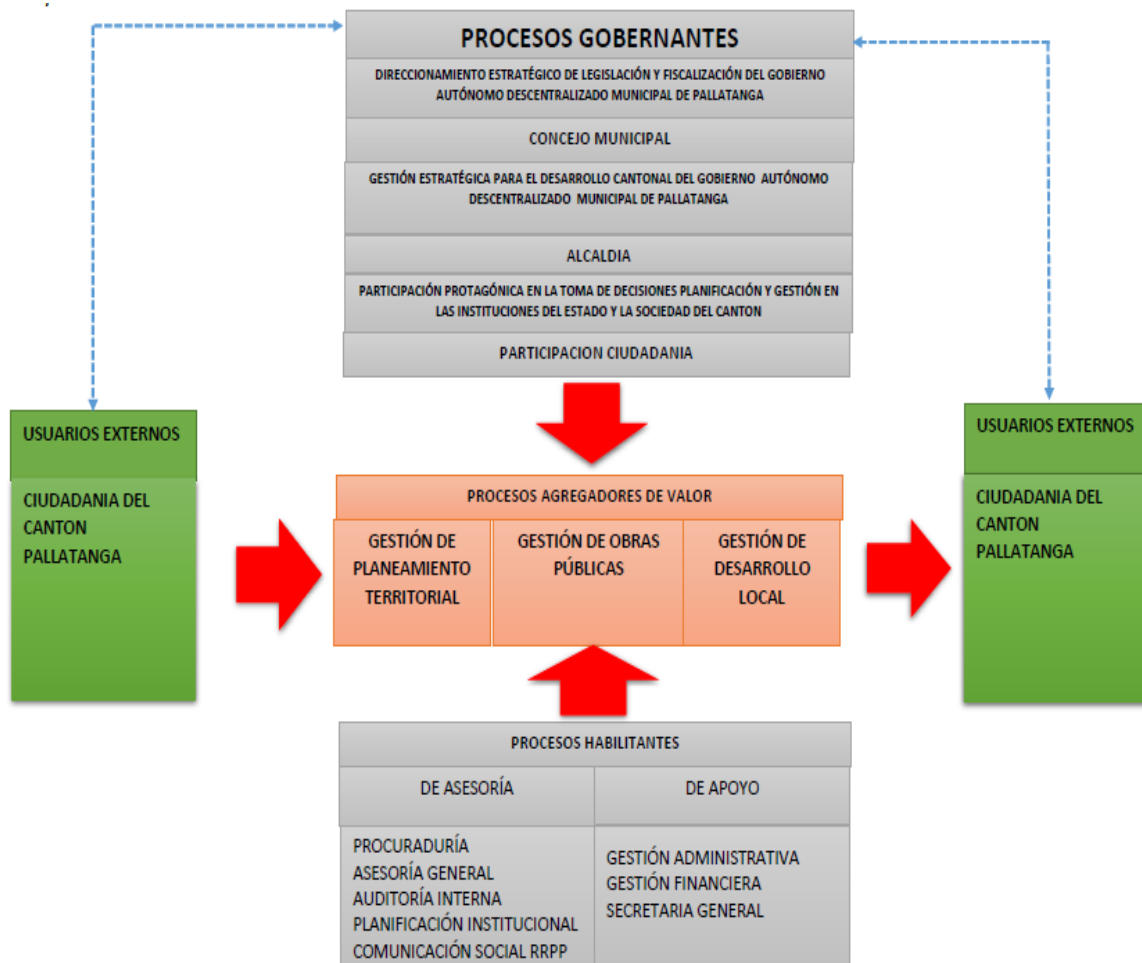 PROCESOS GOBERNANTES
DIRECCIONAMIENTO ESTRATÉGICO DE LEGISLACIÓN Y FISCALIZACIÓN DEL GOBIERNO
AUTÓNOMO DESCENTRALIZADO MUNICIPAL DE PALLATANGA
CONCEJO MUNICIPAL
GESTIÓN ESTRATÉGICA PARA EL DESARROLLO CANTONAL DEL GOBIERNO AUTÓNOMO
DESCENTRALIZADO MUNICIPAL DE PALLATANGA
ALCALDIA
PARTICIPACIÓN PROTAGÓNICA EN LA TOMA DE DECISIONES PLANIFICACIÓN Y GESTIÓN EN
LAS INSTITUCIONES DEL ESTADO Y LA SOCIEDAD DEL CANTON
PARTICIPACION CIUDADANIA
USUARIOS EXTERNOS
CIUDADANIA DEL
CANTON
PALLATANGA
PROCESOS AGREGADORES DE VALOR
GESTIÓN DE
PLANEAMIENTO
TERRITORIAL
GESTIÓN DE OBRAS
PÚBLICAS
GESTIÓN DE
DESARROLLO
LOCAL
USUARIOS EXTERNOS
CIUDADANIA DEL
CANTON
PALLATANGA
PROCESOS HABILITANTES
DE ASESORÍA
PROCURADURÍA
ASESORÍA GENERAL
AUDITORÍA INTERNA
PLANIFICACIÓN INSTITUCIONAL
COMUNICACIÓN SOCIAL RRPP
DE APOYO
GESTIÓN ADMINISTRATIVA
GESTIÓN FINANCIERA
SECRETARIA GENERAL